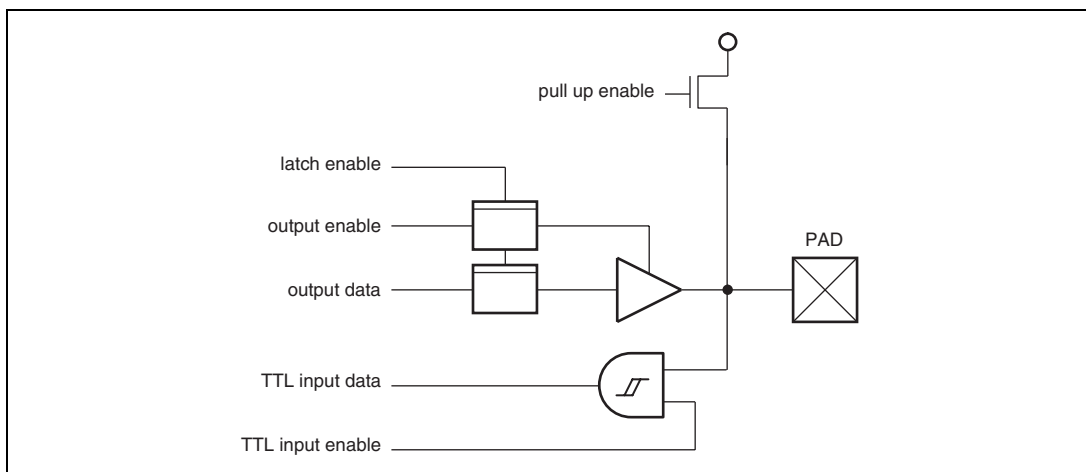 pull up enable
latch enable
output enable
PAD
output data
TTL input data
TTL input enable